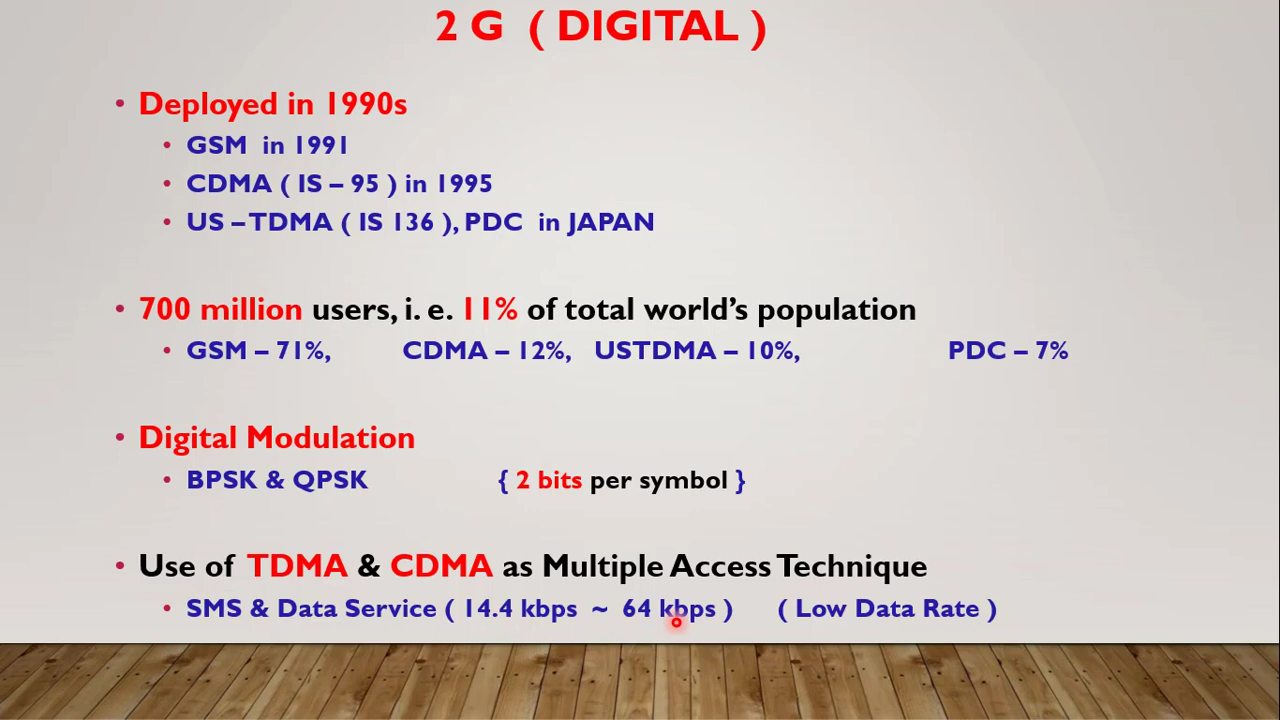 2 G ( DIGITAL )
• Deployed in 1990s
• GSM in 1991
• CDMA ( IS – 95 ) in 1995
• US – TDMA ( IS 136 ), PDC in JAPAN
• 700 million users, i. e. 11% of total world’s population
• GSM – 71%, CDMA – 12%, USTDMA – 10%, PDC – 7%
• Digital Modulation
• BPSK & QPSK { 2 bits per symbol }
• Use of TDMA & CDMA as Multiple Access Technique
• SMS & Data Service ( 14.4 kbps ~ 64 kbps ) ( Low Data Rate )